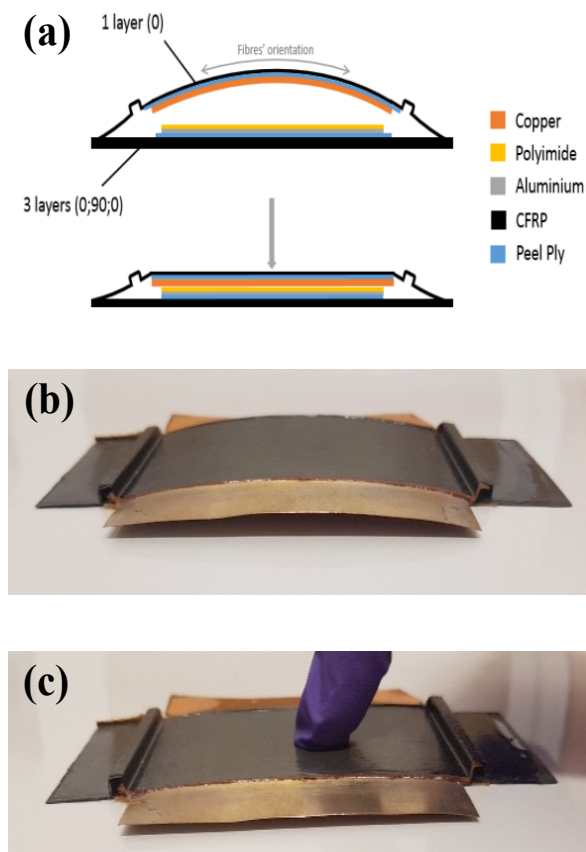 (a)
1 layer (0)
Fibres' orientation
Copper
Polyimide
Aluminium
CFRP
Peel Ply
3 layers (0;90;0)
(b)
(c)